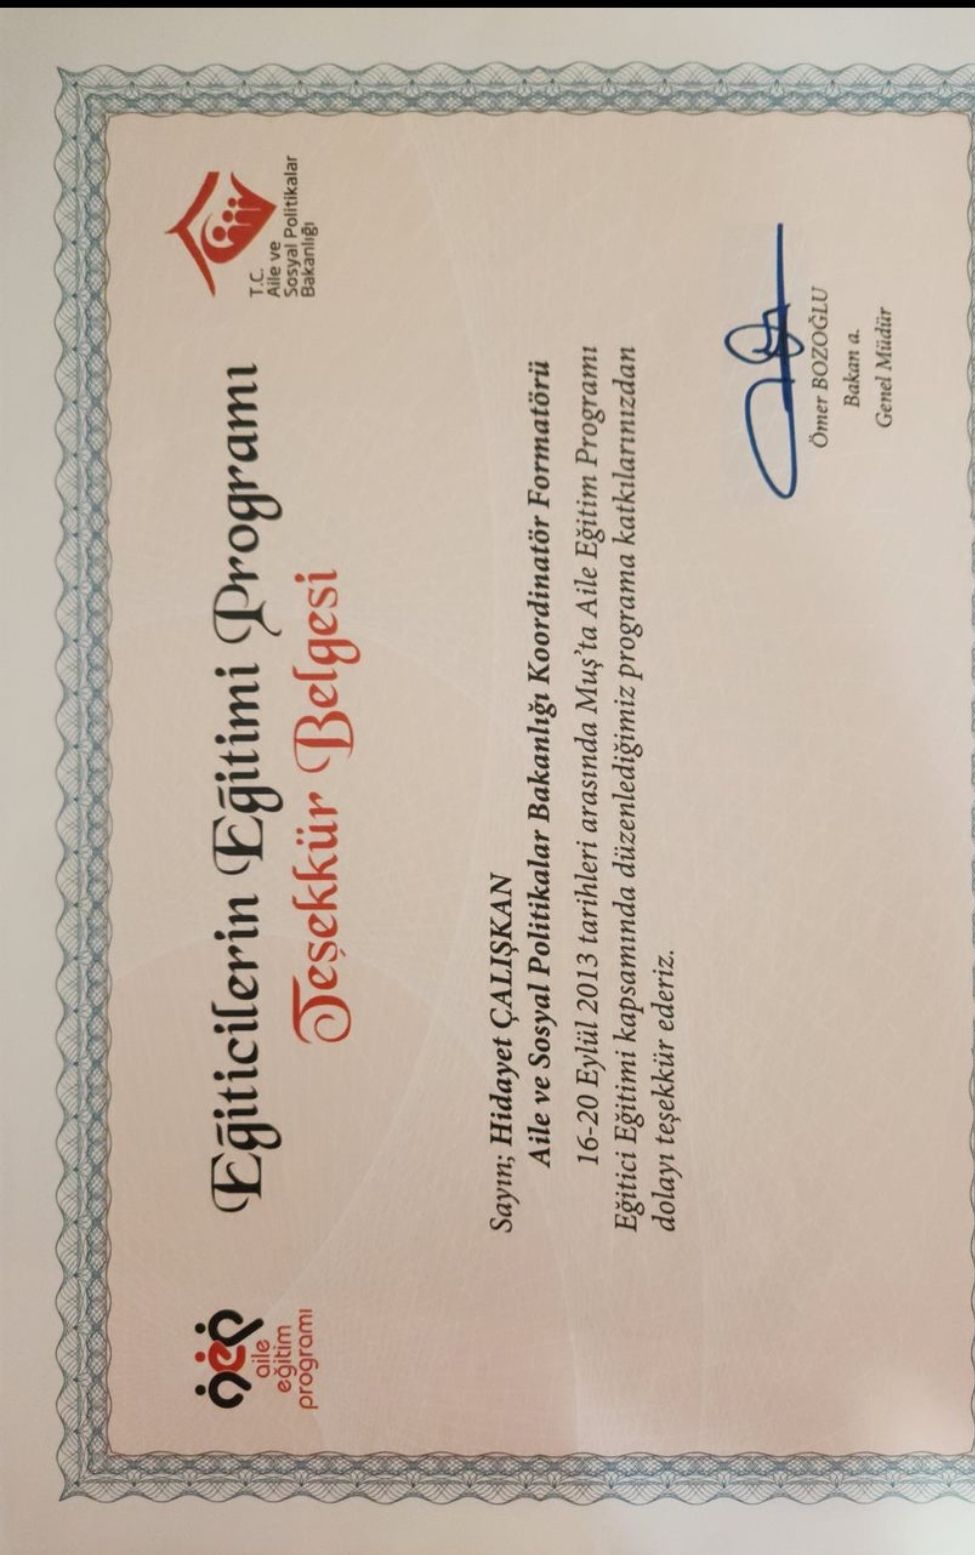 aile
eğitim
programı
Eğiticilerin Eğitimi Programı
Teşekkür Belgesi
T.C.
Aile ve
Sosyal Politikalar
Bakanlığı
Sayın; Hidayet ÇALIŞKAN
Aile ve Sosyal Politikalar Bakanlığı Koordinatör Formatörü
16-20 Eylül 2013 tarihleri arasında Muş'ta Aile Eğitim Programı
Eğitici Eğitimi kapsamında düzenlediğimiz programa katkılarınızdan
dolayı teşekkür ederiz.
Ömer BOZOĞLU
Bakan a.
Genel Müdür